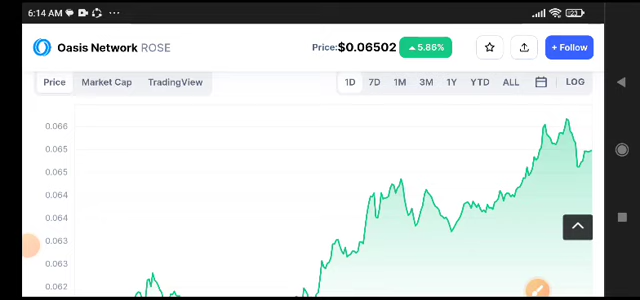 6:14 AM 23
Oasis Network ROSE Price:$0.06502 5.86% + Follow
Price Market Cap TradingView 1D 7D 1M 3M 1Y YTD ALL LOG
0.066
0.065
0.065
0.064
0.064
0.063
0.063
0.062